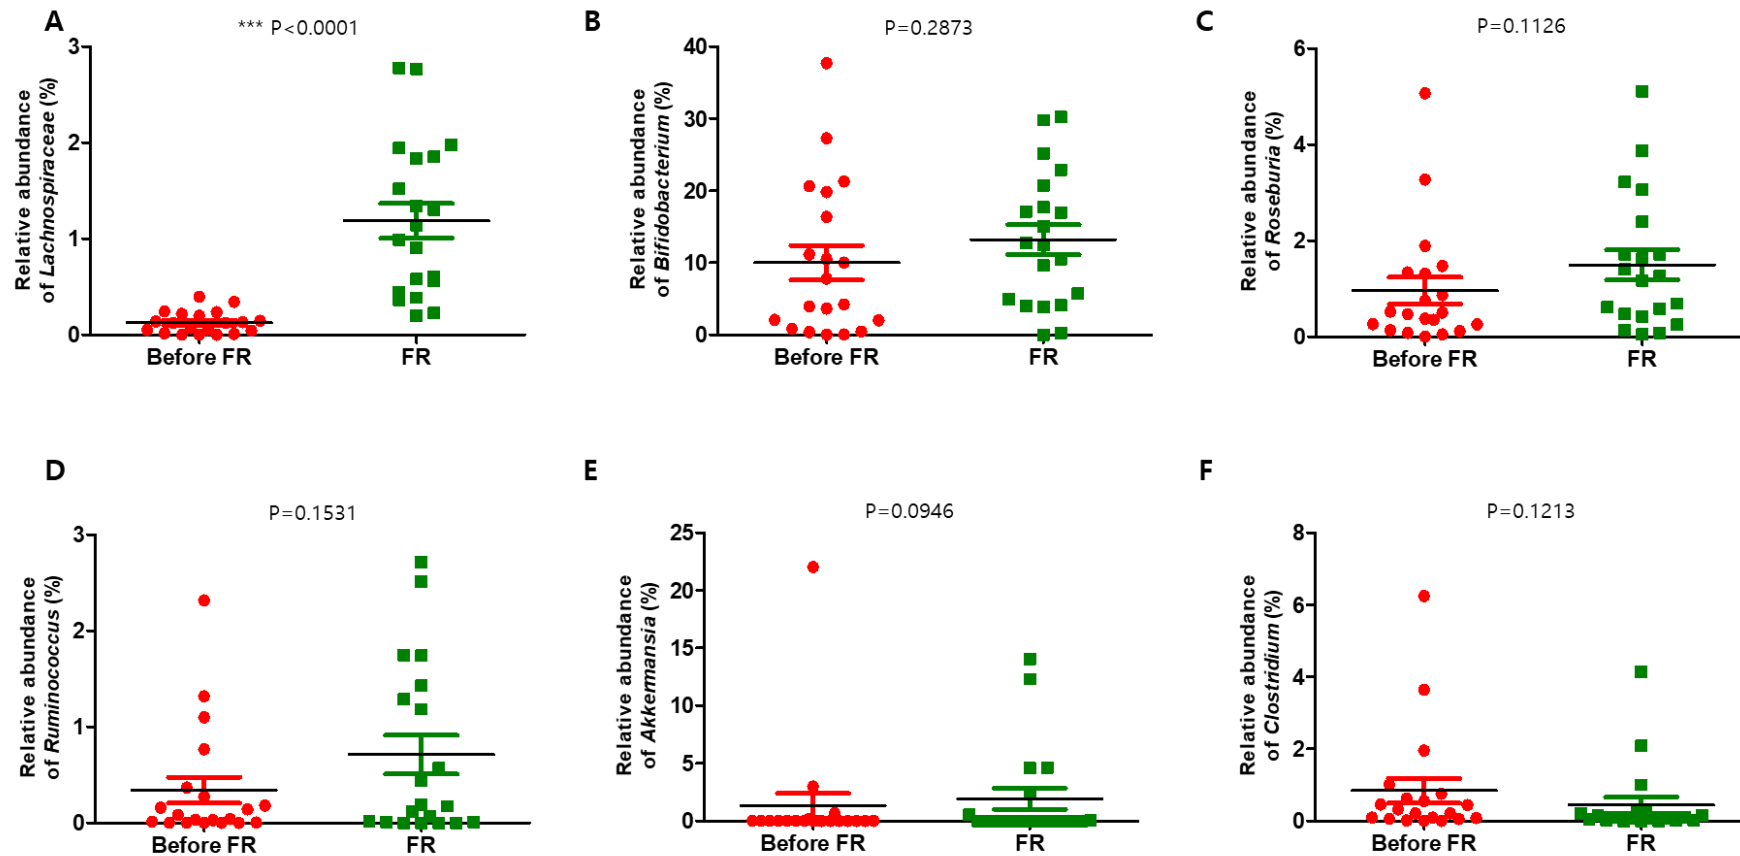 A
*** P<0.0001
Relative abundance
of Lachnospiraceae (%)
3
2
1
0
Before FR
FR
B
P=0.2873
Relative abundance
of Bifidobacterium (%)
40
30
20
10
0
Before FR
FR
C
P=0.1126
Relative abundance
of Roseburia (%)
6
4
2
0
Before FR
FR
D
P=0.1531
Relative abundance
of Ruminococcus (%)
3
2
1
0
Before FR
FR
E
P=0.0946
Relative abundance
of Akkermansia (%)
25
20
15
10
5
0
Before FR
FR
F
P=0.1213
Relative abundance
of Clostridium (%)
8
6
4
2
0
Before FR
FR